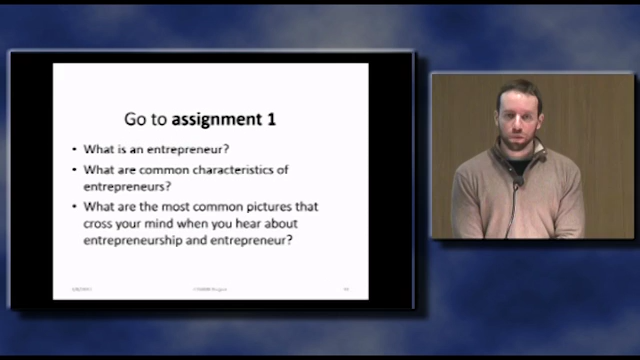 Go to assignment 1
• What is an entrepreneur?
• What are common characteristics of
entrepreneurs?
• What are the most common pictures that
cross your mind when you hear about
entrepreneurship and entrepreneur?